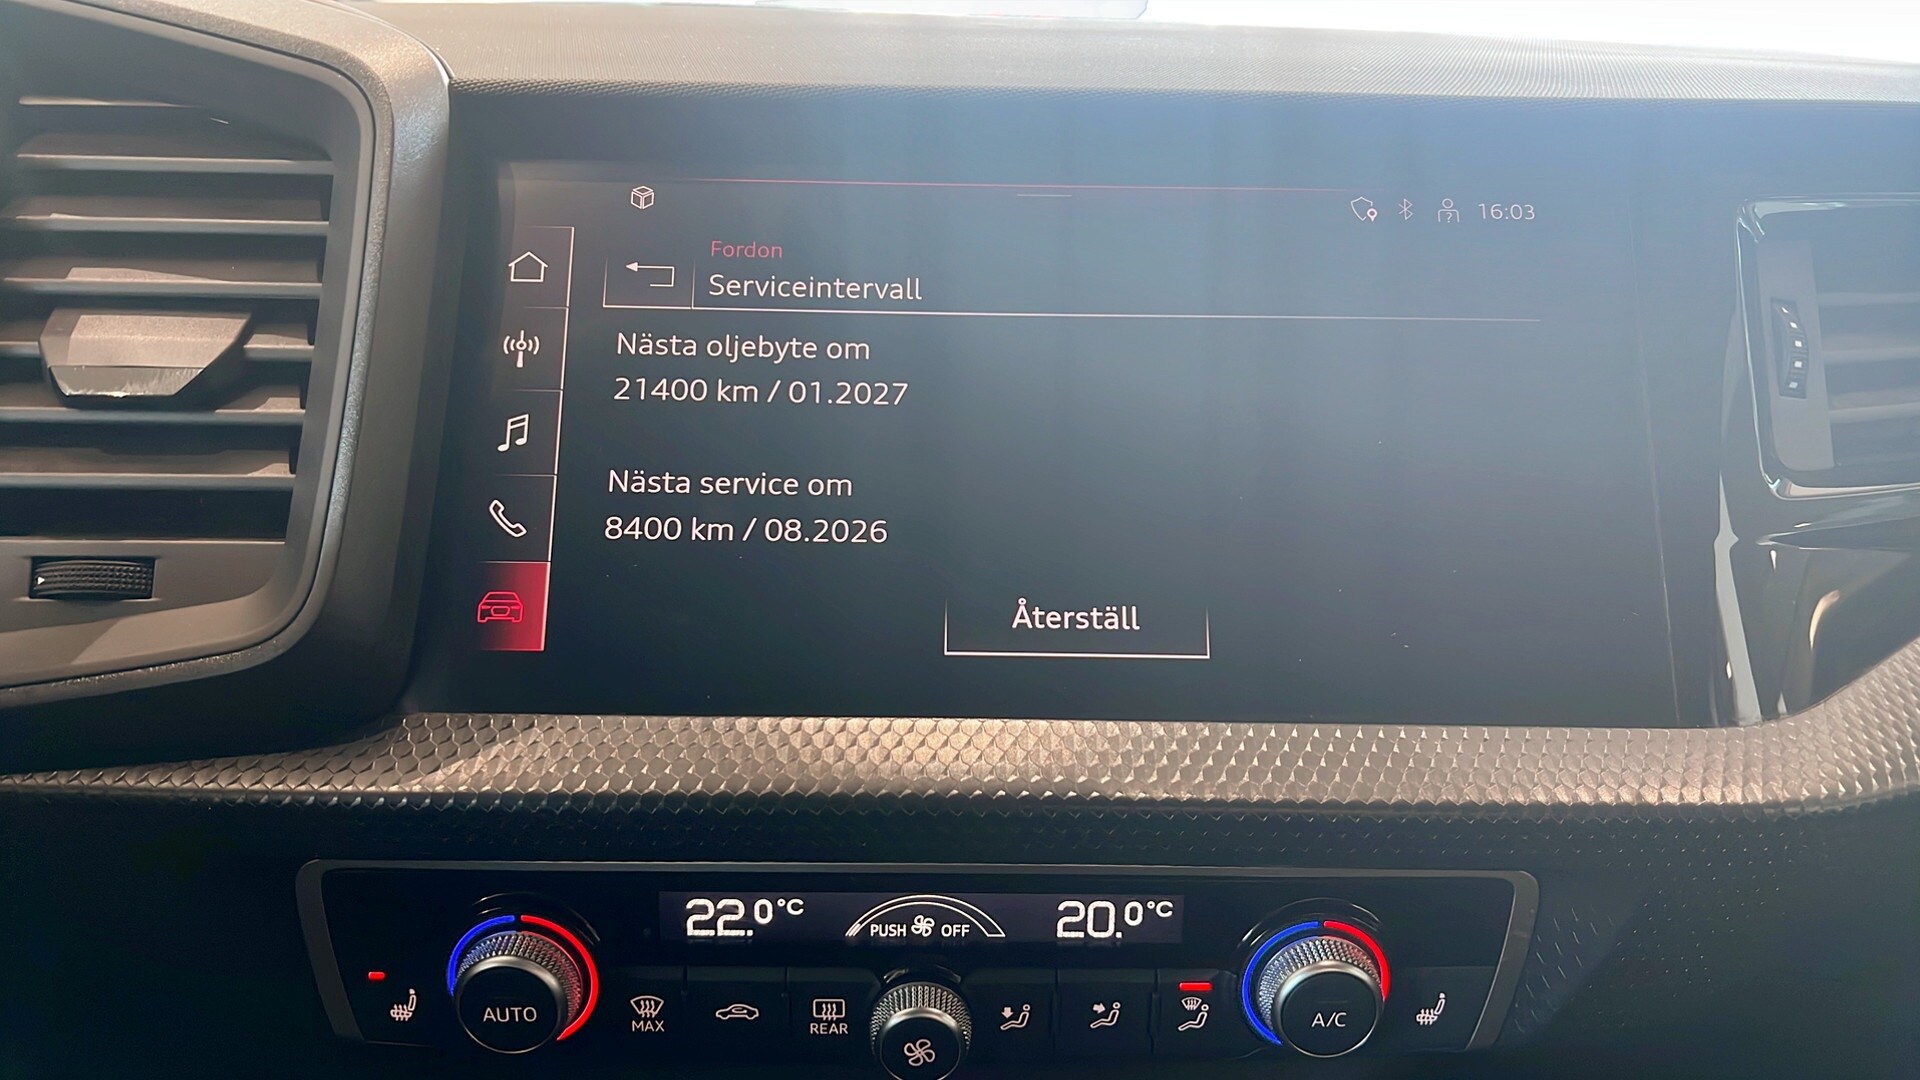 16:03
Fordon
Serviceintervall
Nästa oljebyte om
21400 km / 01.2027
Nästa service om
8400 km / 08.2026
Återställ
22.0°C
PUSH OFF
20.0°C
AUTO
MAX
REAR
A/C